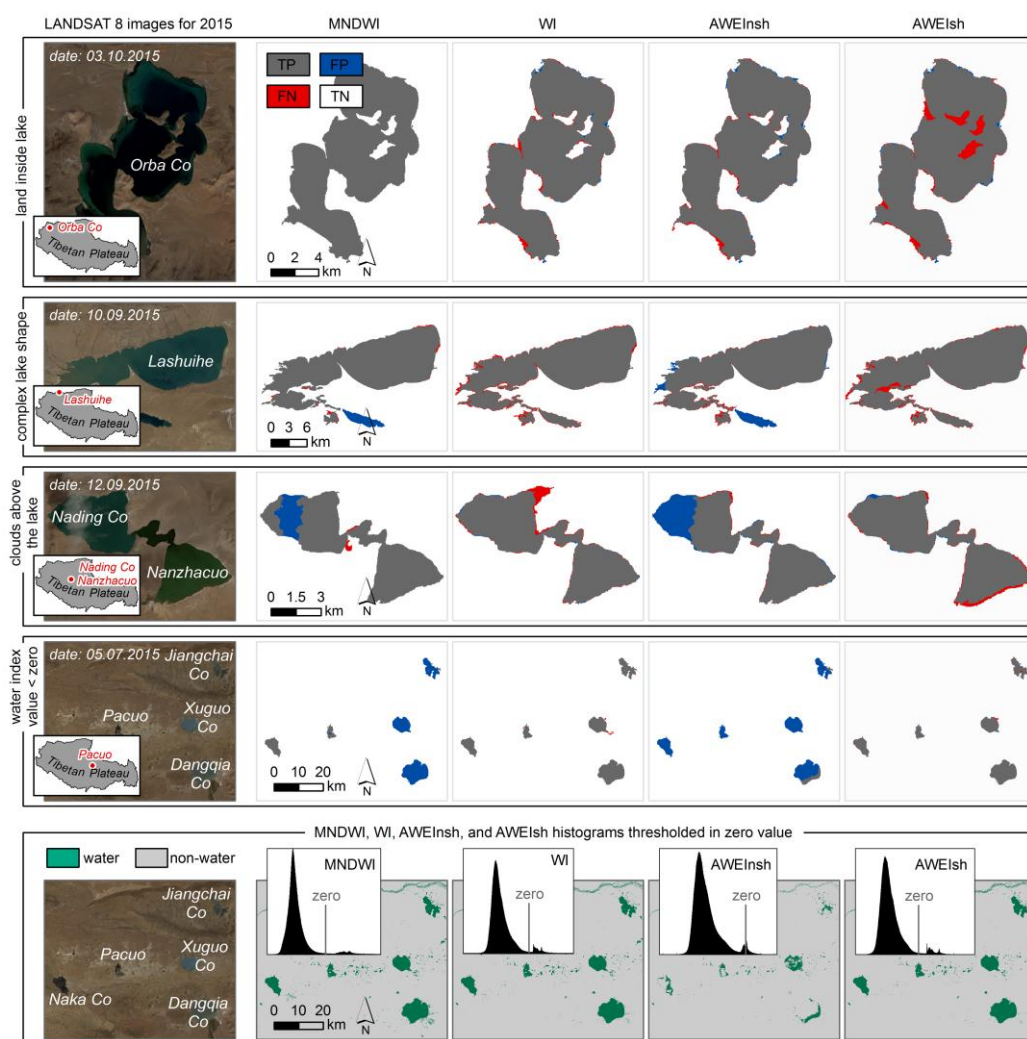 LANDSAT 8 images for 2015
MNDWI
WI
AWEInsh
AWEIsh
land inside lake
date: 03.10.2015
Orba Co
Orba Co
Tibetan Plateau
TP
FP
FN
TN
0 2 4
km
N
complex lake shape
date: 10.09.2015
Lashuihe
Lashuihe
Tibetan Plateau
0 3 6
km
N
clouds above
the lake
date: 12.09.2015
Nading Co
Nanzhacuo
Nading Co
Nanzhacuo
Tibetan Plateau
0 1.5 3
km
N
water index
value < zero
date: 05.07.2015
Jiangchai
Co
Pacuo
Xuguo
Co
Dangqia
Co
Pacuo
Tibetan Plateau
0 10 20
km
N
MNDWI, WI, AWEInsh, and AWEIsh histograms thresholded in zero value
water
non-water
Jiangchai
Co
Pacuo
Xuguo
Co
Naka Co
Dangqia
Co
MNDWI
zero
WI
zero
AWEInsh
zero
AWEIsh
zero
0 10 20
km
N